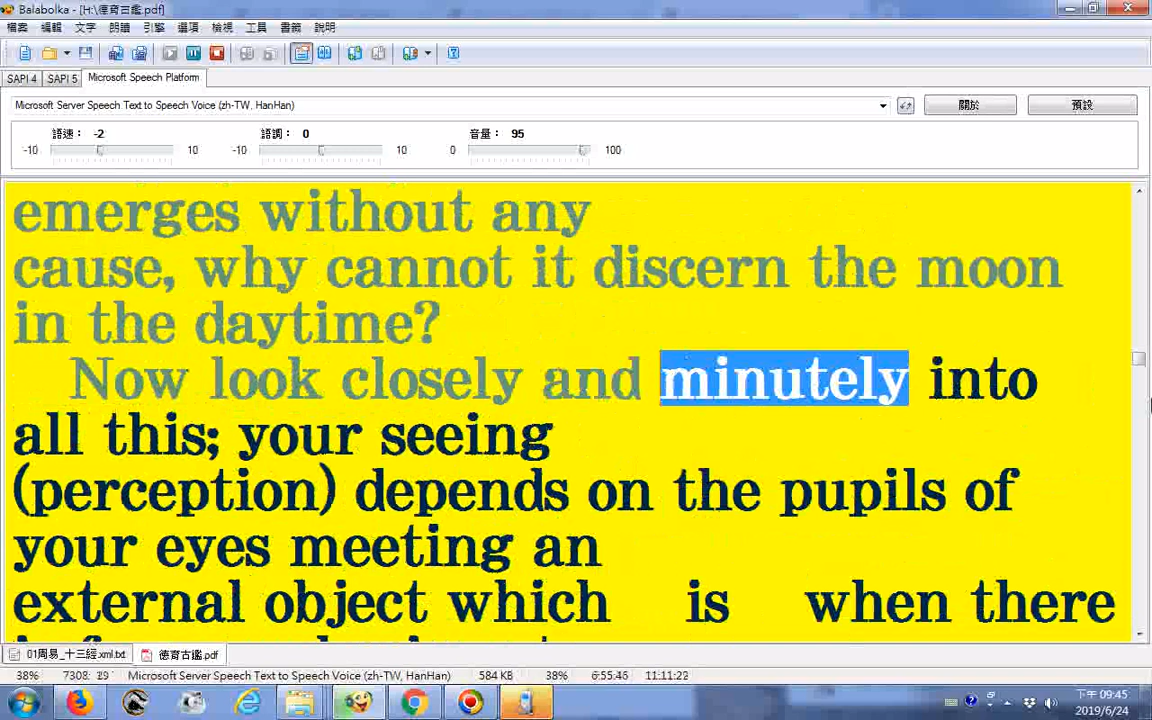 Balabolka - [H:\德育古鑑.pdf]
檔案 編輯 文字 朗讀 引擎 選項 檢視 工具 書籤 說明
SAPI 4 SAPI 5 Microsoft Speech Platform
Microsoft Server Speech Text to Speech Voice (zh-TW, HanHan) 關於 預設
語速： -2 語調： 0 音量： 95
-10 10 -10 10 0 100
emerges without any
cause, why cannot it discern the moon
in the daytime?
Now look closely and minutely into
all this; your seeing
(perception) depends on the pupils of
your eyes meeting an
external object which is when there
01周易_十三經.xml.txt 德育古鑑.pdf
38% 7308: 29 Microsoft Server Speech Text to Speech Voice (zh-TW, HanHan) 584 KB 38% 6:55:46 11:11:22
下午 09:45
2019/6/24